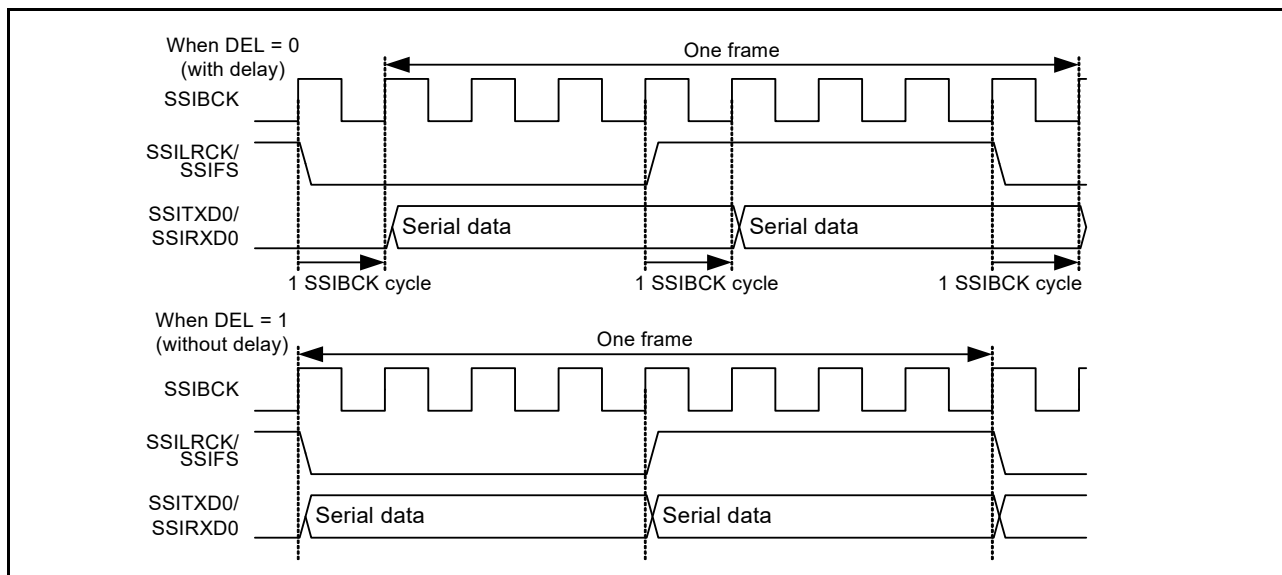 When DEL = 0
(with delay)
One frame
SSIBCK
SSILRCK/
SSIFS
SSITXD0/
SSIRXD0
Serial data
Serial data
1 SSIBCK cycle
1 SSIBCK cycle
1 SSIBCK cycle
When DEL = 1
(without delay)
One frame
SSIBCK
SSILRCK/
SSIFS
SSITXD0/
SSIRXD0
Serial data
Serial data